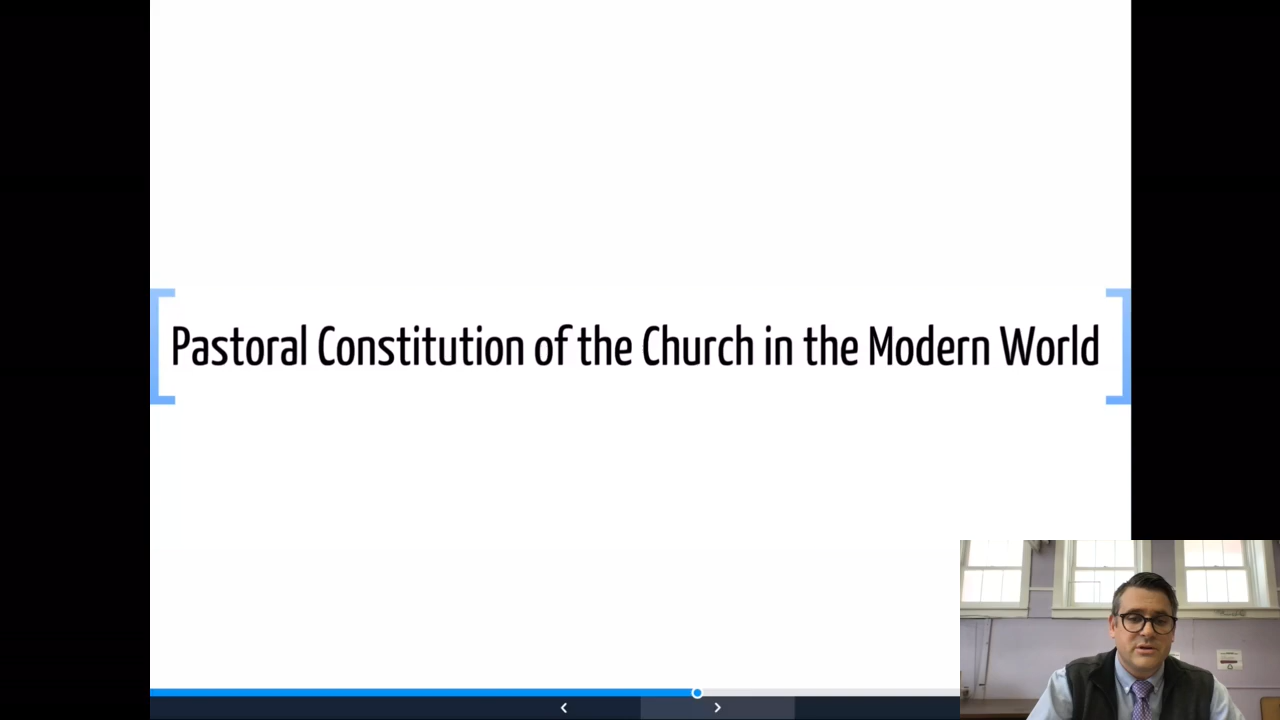 Pastoral Constitution of the Church in the Modern World